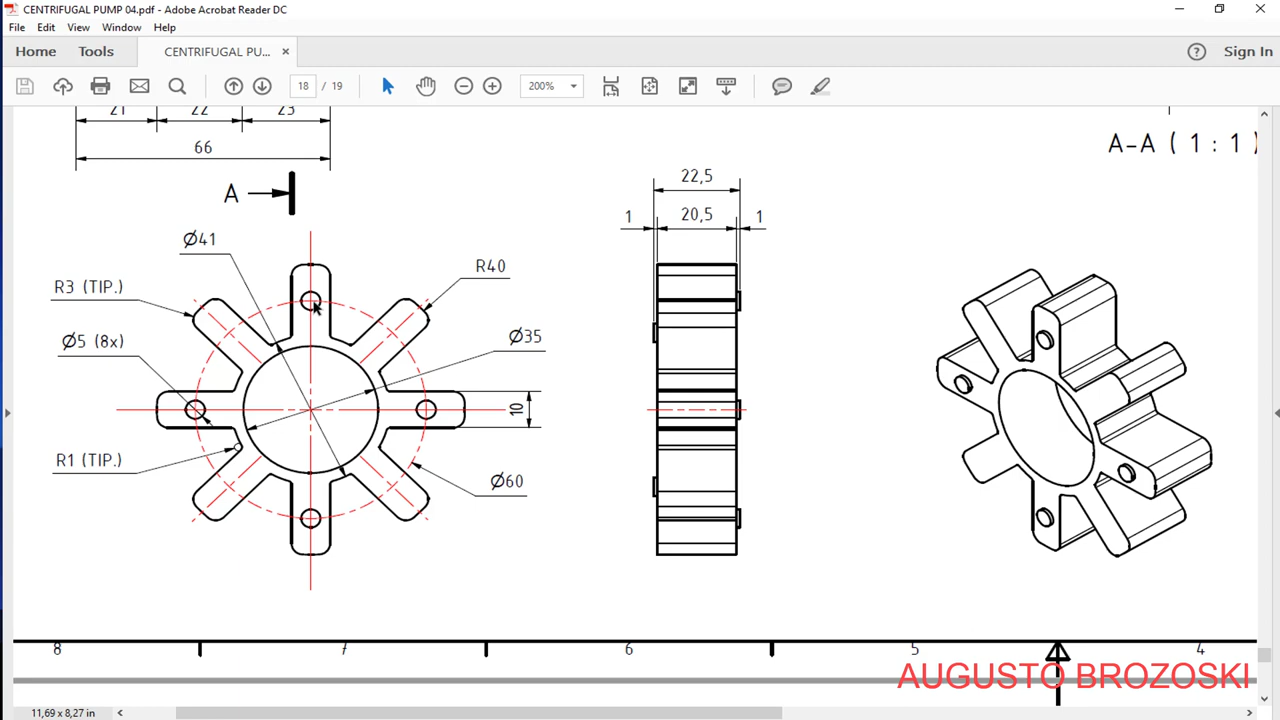 CENTRIFUGAL PUMP 04.pdf - Adobe Acrobat Reader DC
File Edit View Window Help
Home Tools CENTRIFUGAL PU... × Sign In
18 / 19 200%
21 22 23
66
A
A-A ( 1 : 1 )
22,5
1 20,5 1
Ø41
R3 (TIP.)
R40
Ø5 (8x)
Ø35
10
R1 (TIP.)
Ø60
8 7 6 5 4
AUGUSTO BROZOSKI
11,69 x 8,27 in